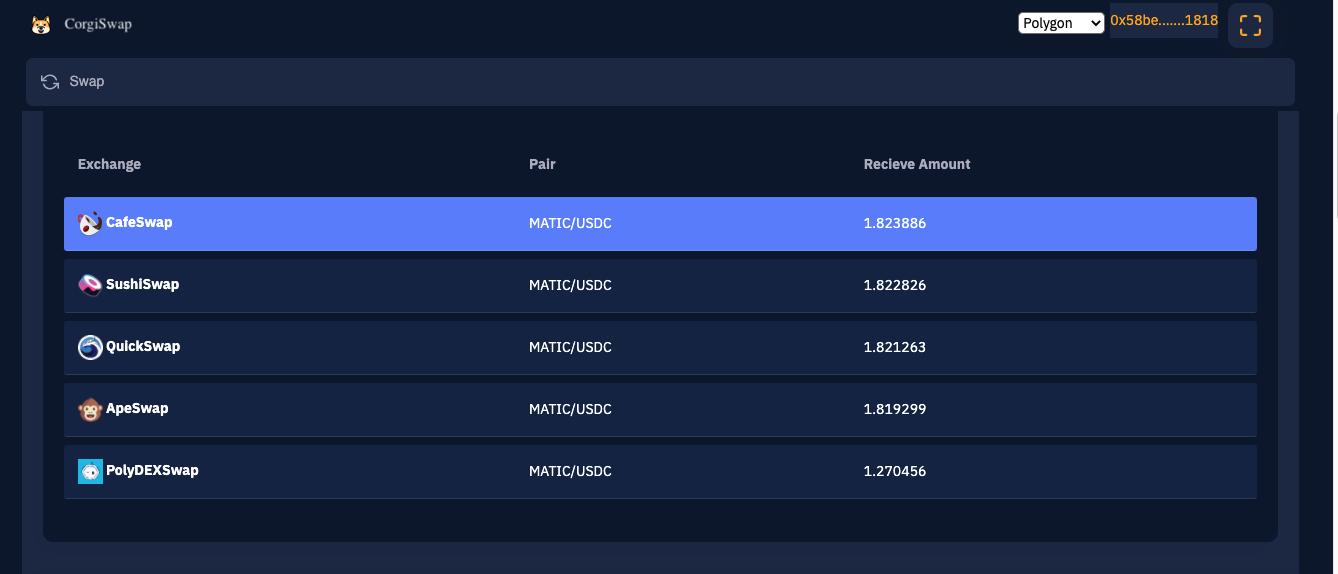 CorgiSwap Polygon 0x58be.......1818
Swap
Exchange Pair Recieve Amount
CafeSwap MATIC/USDC 1.823886
SushiSwap MATIC/USDC 1.822826
QuickSwap MATIC/USDC 1.821263
ApeSwap MATIC/USDC 1.819299
PolyDEXSwap MATIC/USDC 1.270456